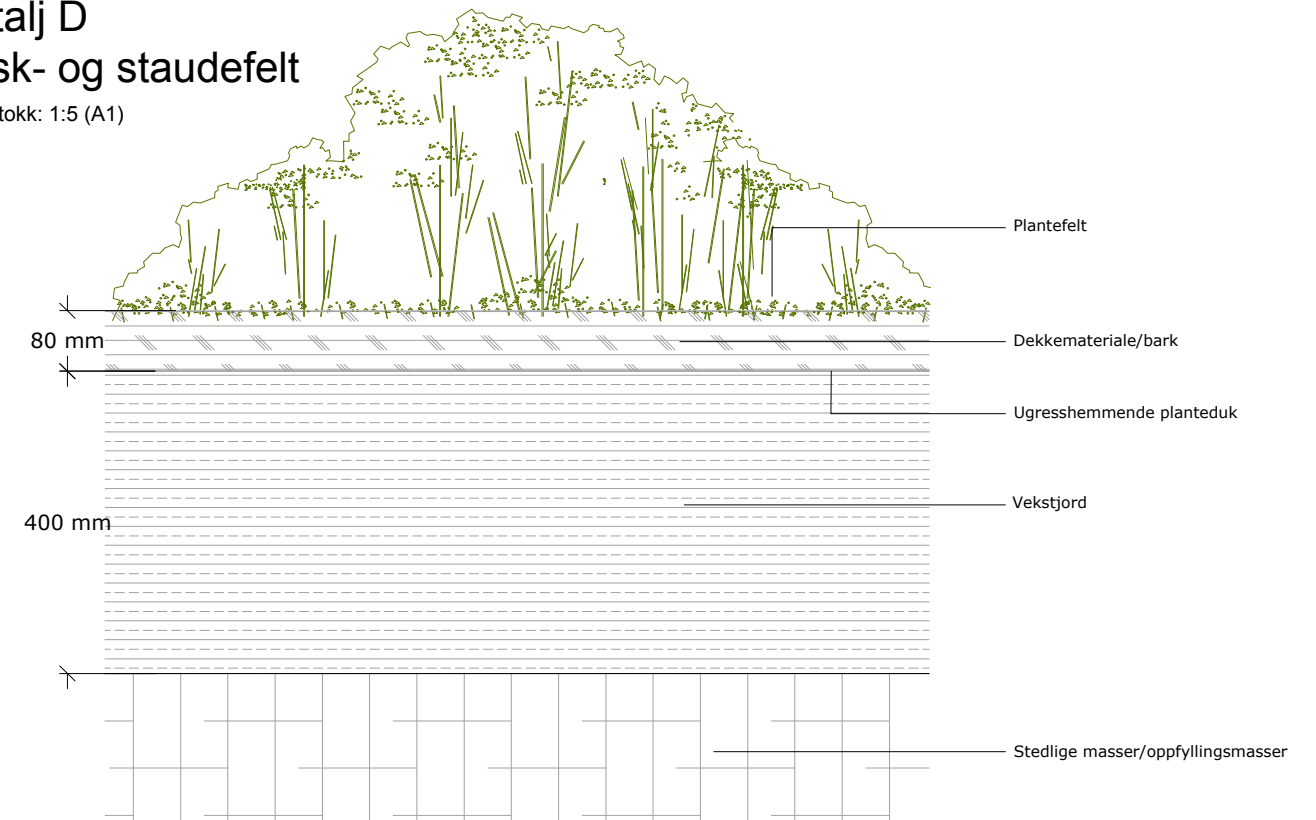 talj D
sk- og staudefelt
tokk: 1:5 (A1)
Plantefelt
80 mm
Dekkemateriale/bark
Ugresshemmende planteduk
Vekstjord
400 mm
Stedlige masser/oppfyllingsmasser